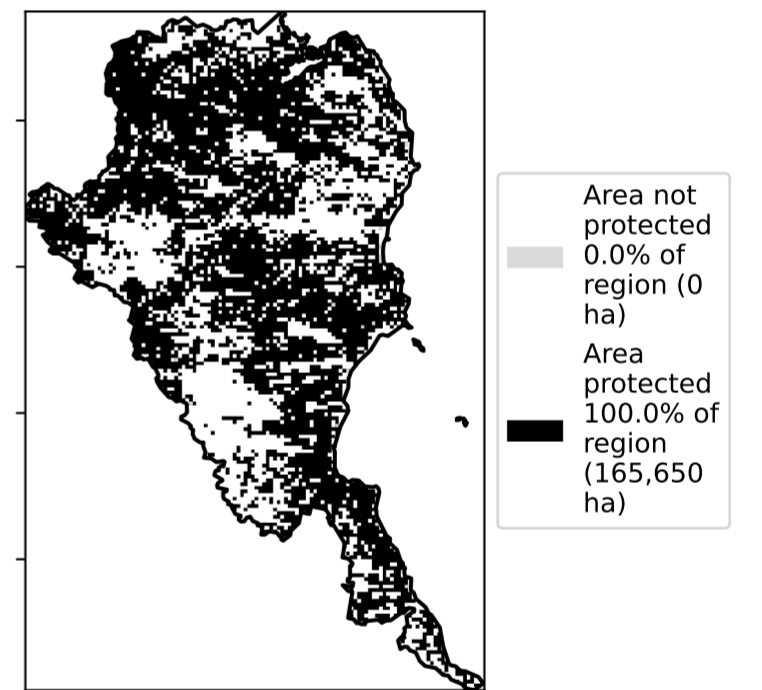 Area not
protected
0.0% of
region (0
ha)
Area
protected
100.0% of
region
(165,650
ha)